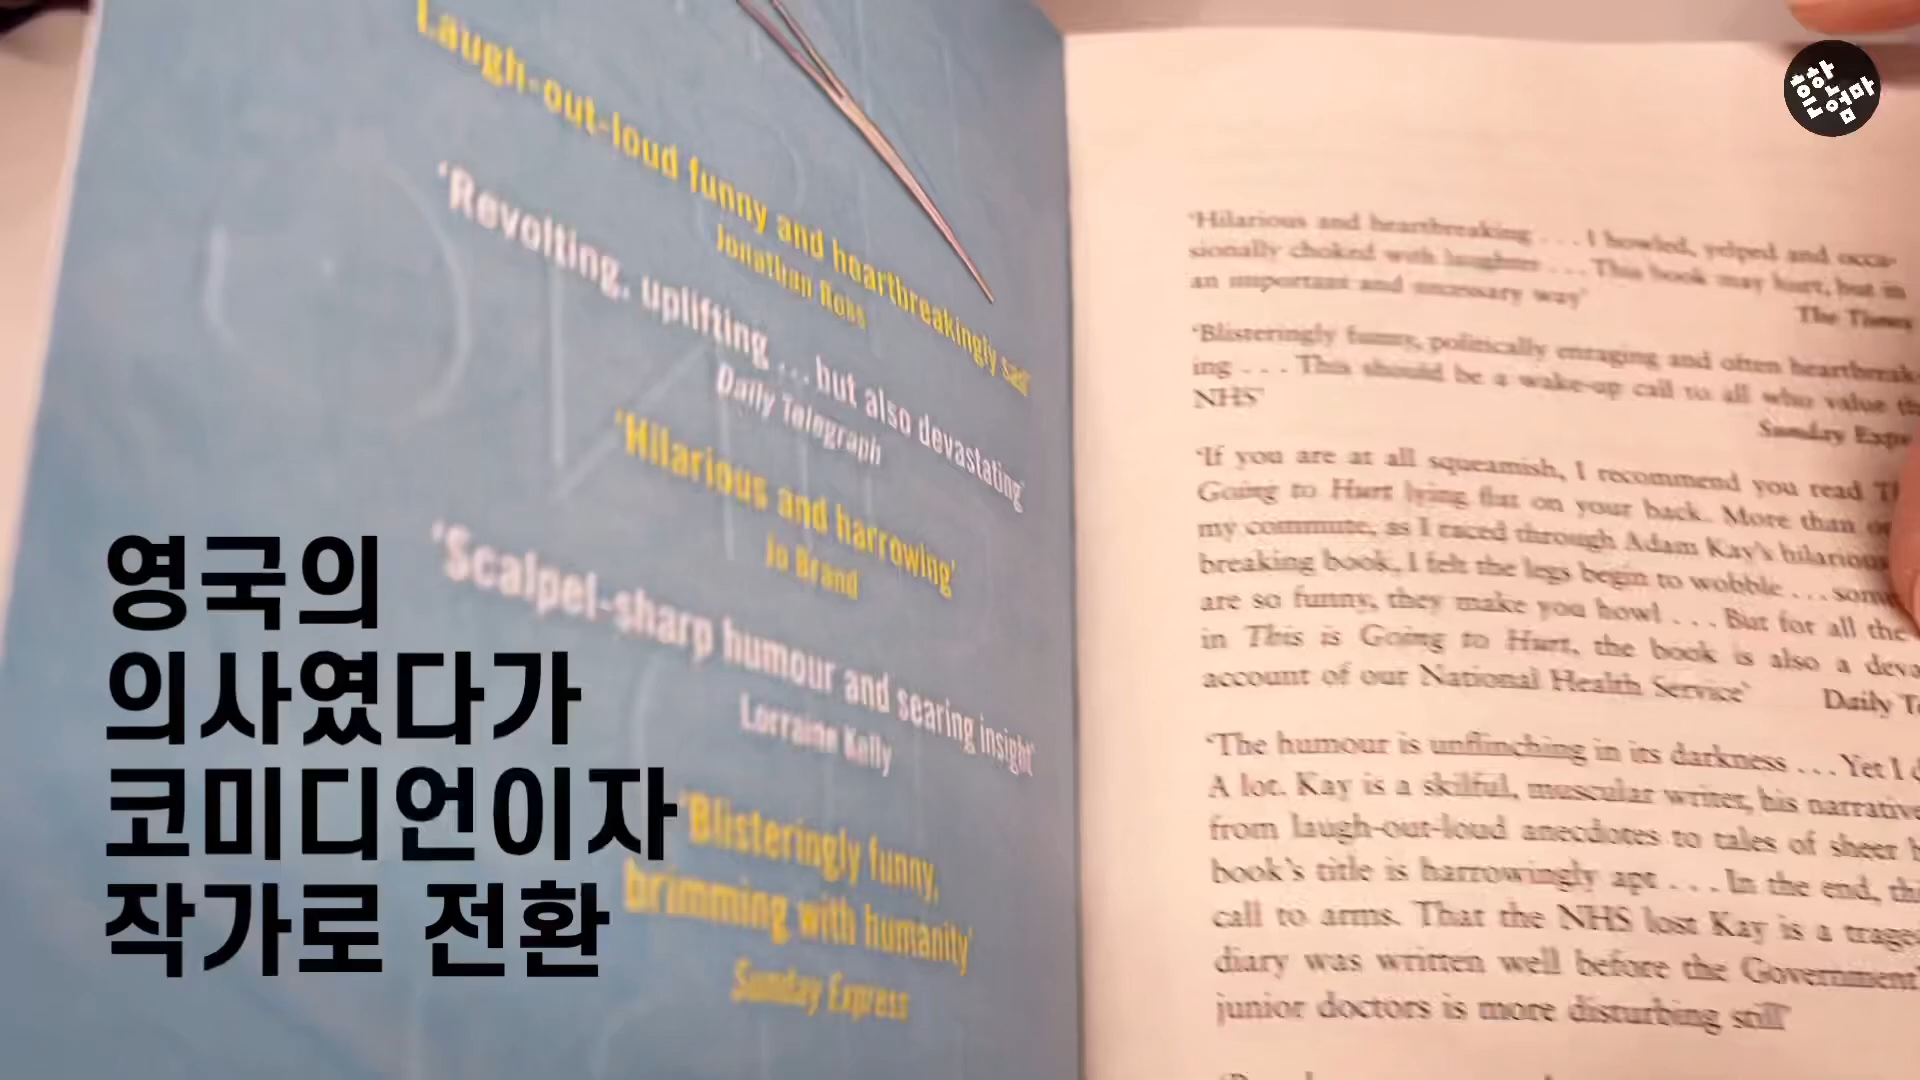 Laugh-out-loud funny and heartbreakingly sad'
Jonathan Ross
'Revolting, uplifting ... but also devastating'
Daily Telegraph
'Hilarious and harrowing'
Jo Brand
'Scalpel-sharp humour and searing insight'
Lorraine Kelly
'Blisteringly funny,
brimming with humanity'
Sunday Express
영국의
의사였다가
코미디언이자
작가로 전환
흔한
엄마
'Hilarious and heartbreaking . . . I howled, yelped and occa-
sionally choked with laughter . . . This book may hurt, but in
an important and necessary way'
The Times
'Blisteringly funny, politically enraging and often heartbreak-
ing . . . This should be a wake-up call to all who value
NHS'
Sunday
'If you are at all squeamish, I recommend you read
Going to Hurt lying flat on your back. More than
my commute, as I raced through Adam Kay's hilarious
breaking book, I felt the legs begin to wobble . . .
are so funny, they make you howl . . . But for all the
in This is Going to Hurt, the book is also a
account of our National Health Service'
Daily
'The humour is unflinching in its darkness . . . Yet I
A lot. Kay is a skilful, muscular writer, his narrative
from laugh-out-loud anecdotes to tales of sheer
book's title is harrowingly apt . . . In the end,
call to arms. That the NHS lost Kay is a
diary was written well before the Government'
junior doctors is more disturbing still'